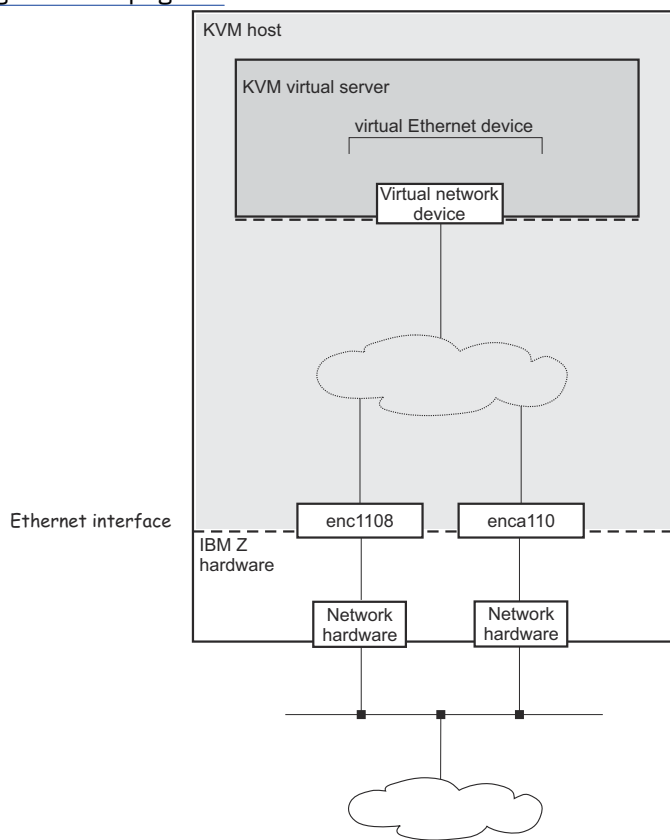 KVM host
KVM virtual server
virtual Ethernet device
Virtual network
device
Ethernet interface
enc1108
enca110
IBM Z
hardware
Network
hardware
Network
hardware